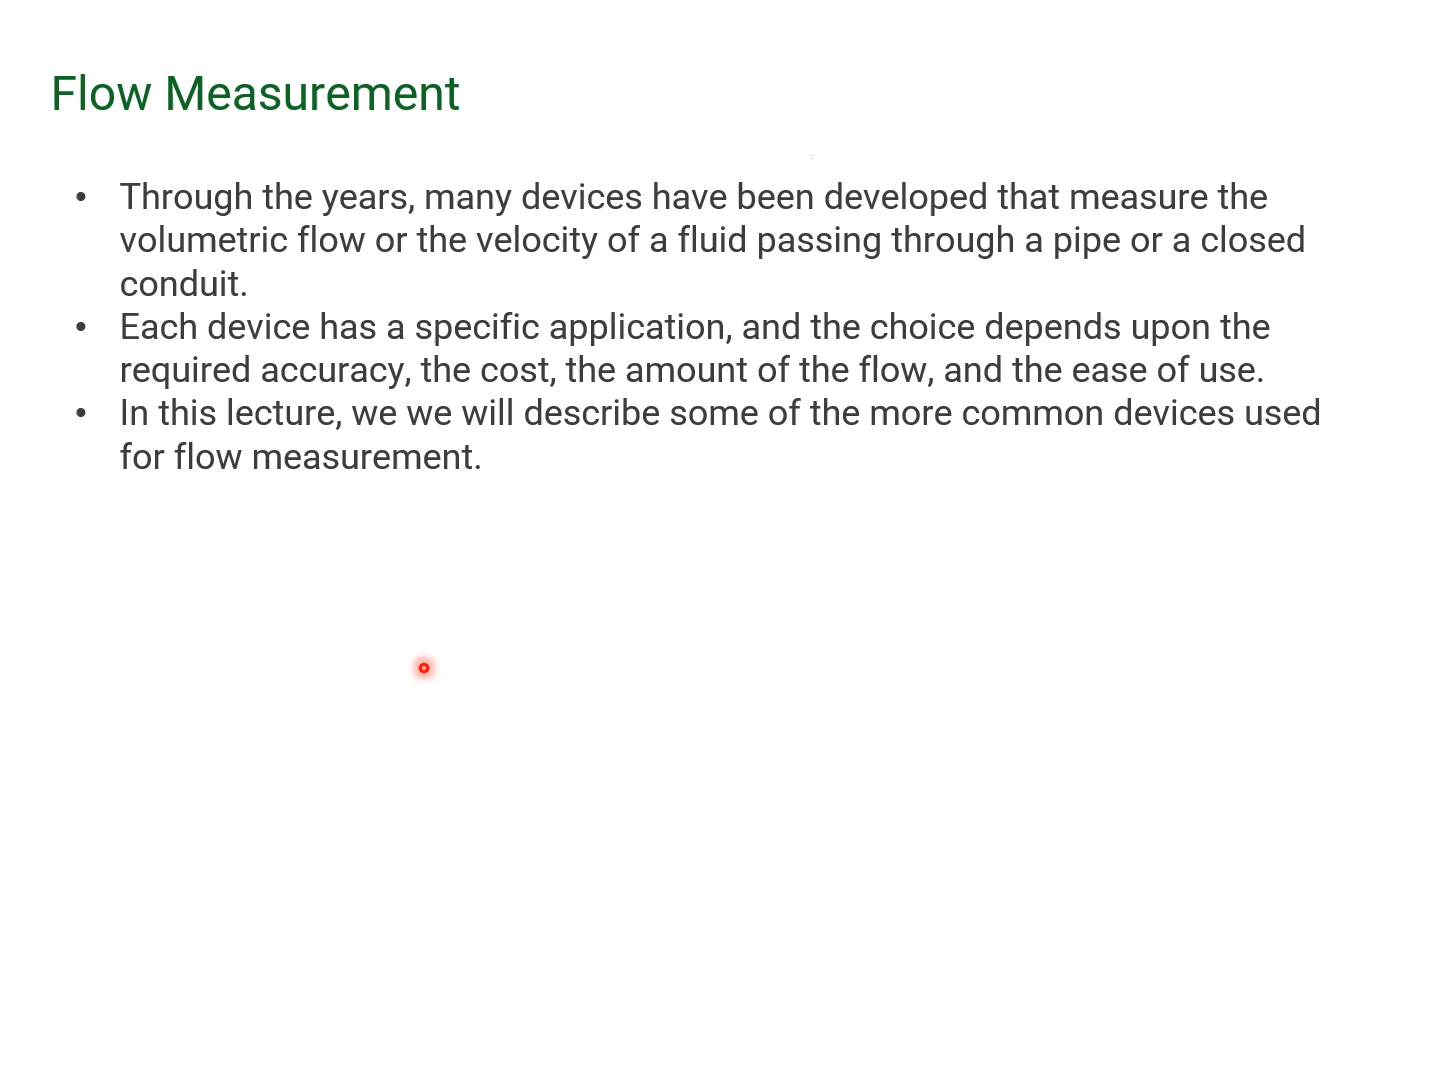 Flow Measurement
• Through the years, many devices have been developed that measure the
volumetric flow or the velocity of a fluid passing through a pipe or a closed
conduit.
• Each device has a specific application, and the choice depends upon the
required accuracy, the cost, the amount of the flow, and the ease of use.
• In this lecture, we we will describe some of the more common devices used
for flow measurement.